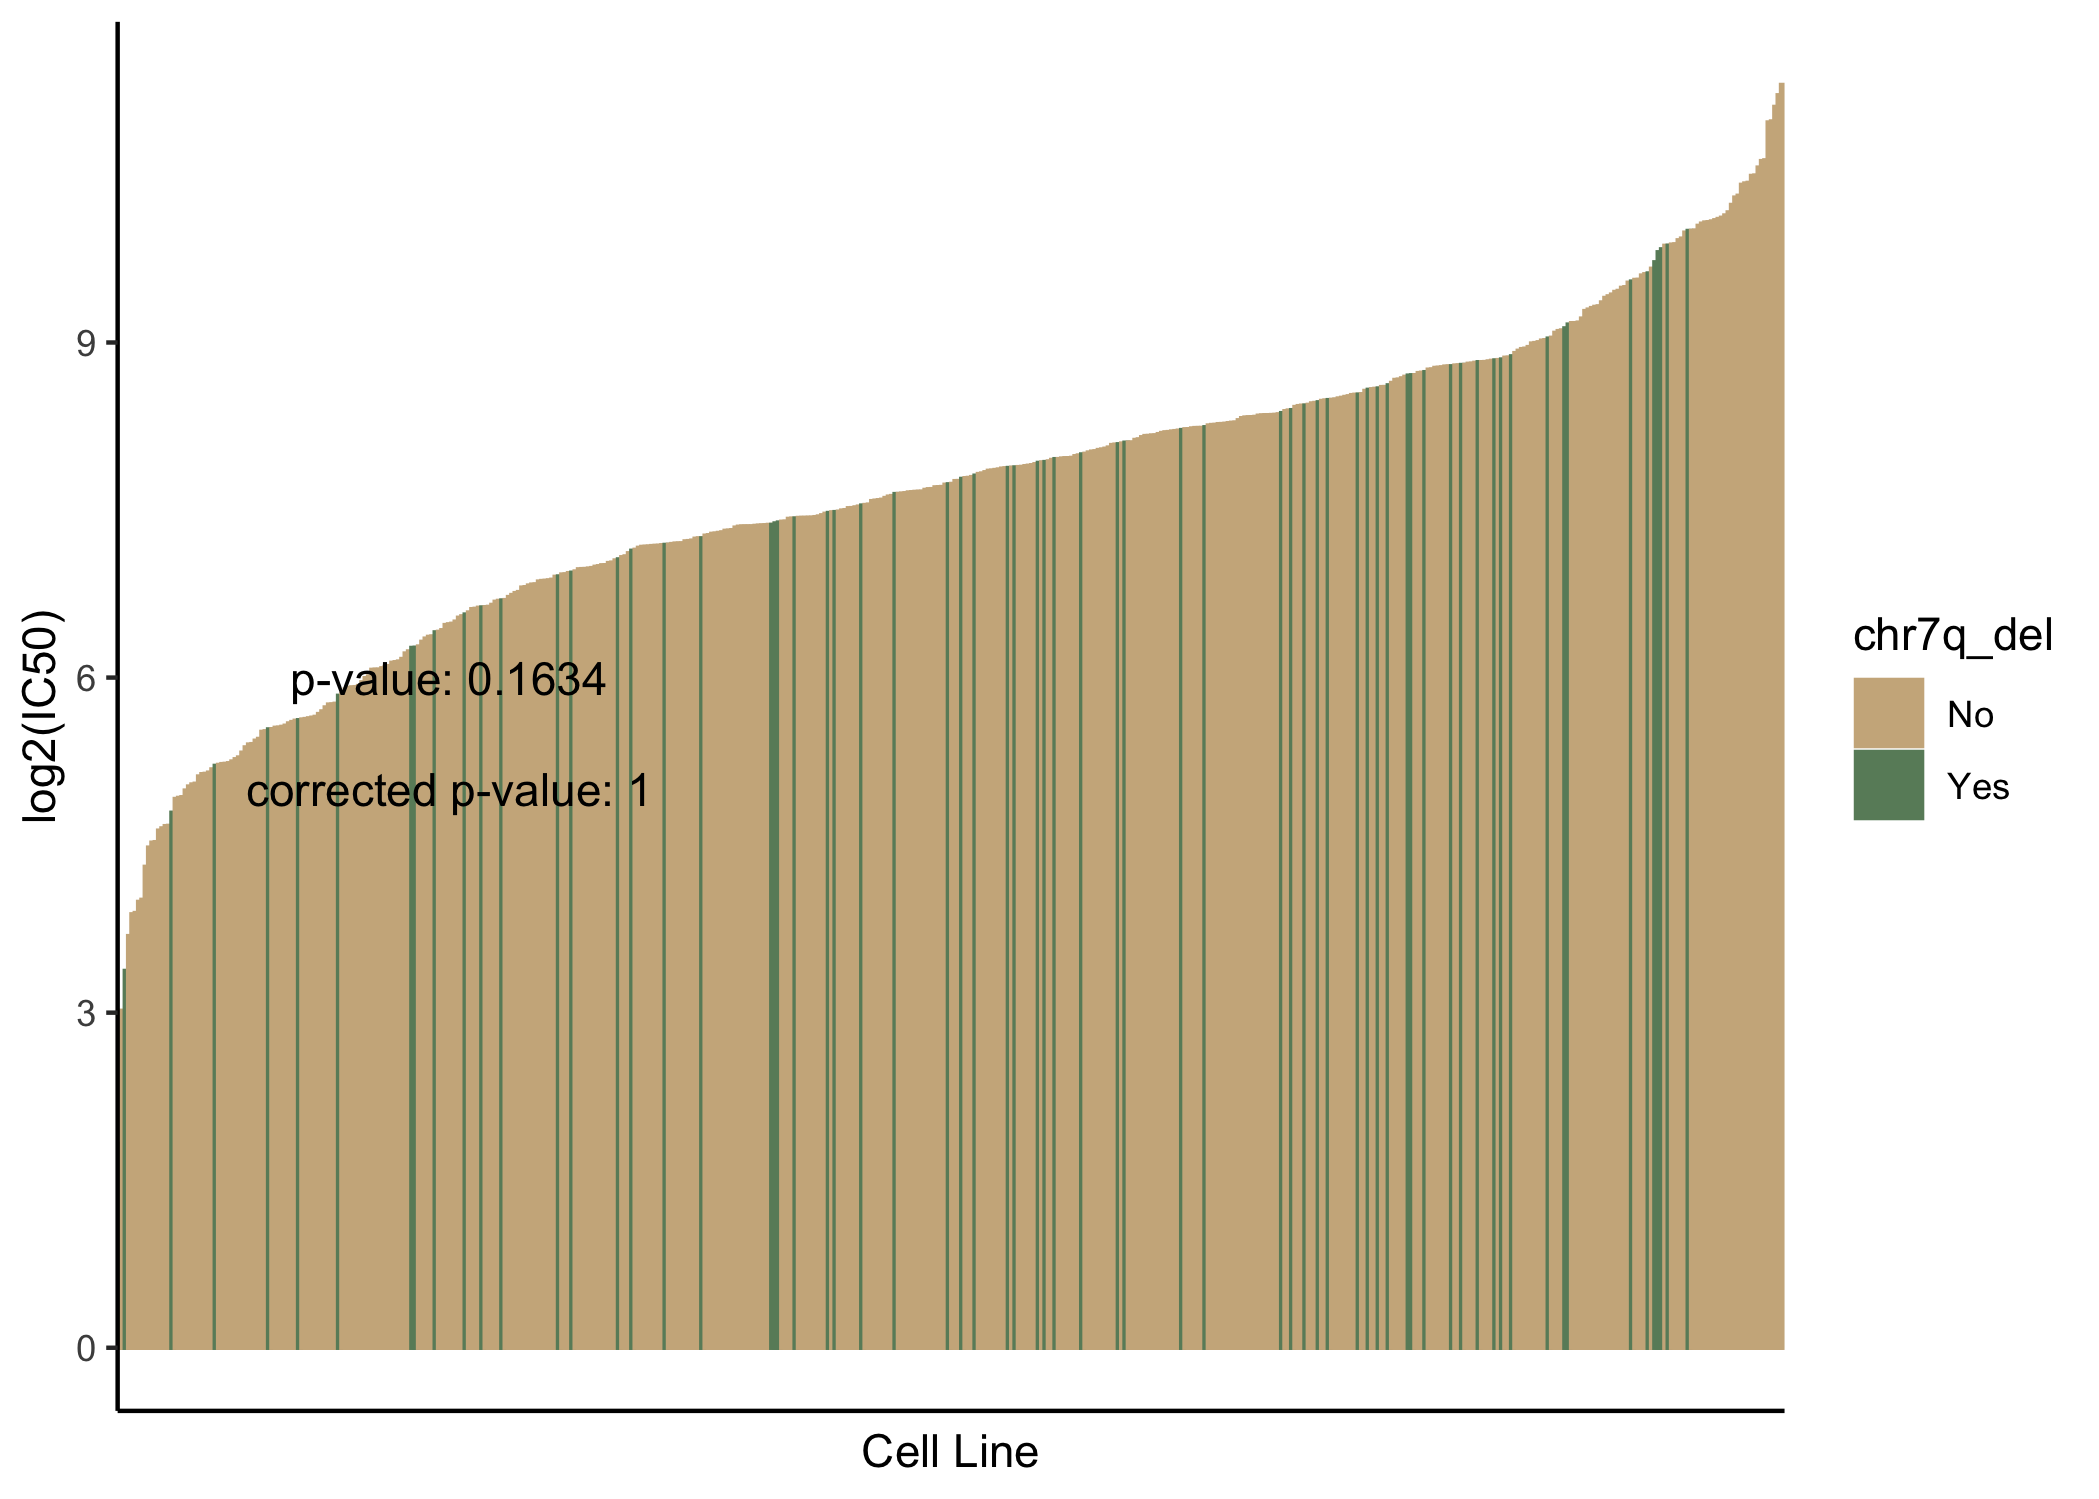 log2(IC50)
9
6
3
0
p-value: 0.1634
corrected p-value: 1
Cell Line
chr7q_del
No
Yes